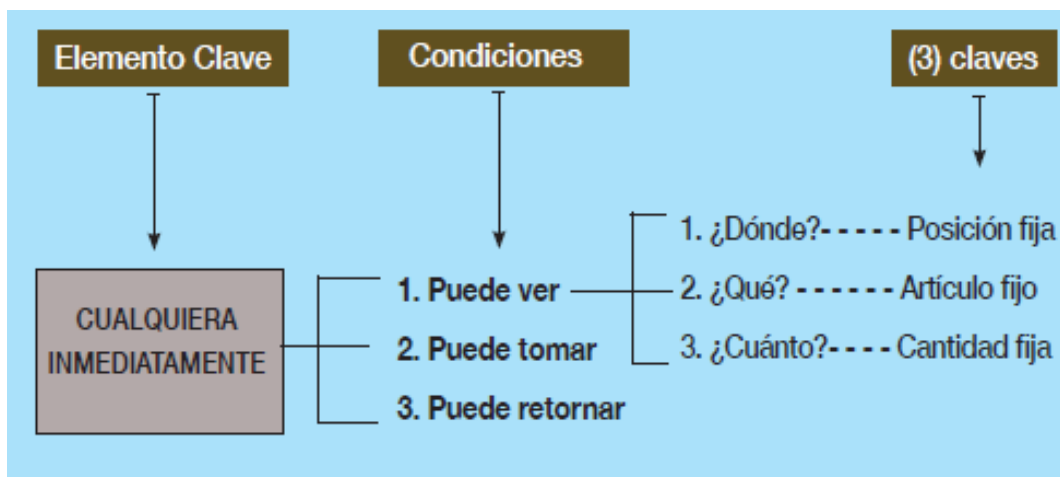 Elemento Clave
Condiciones
(3) claves
CUALQUIERA
INMEDIATAMENTE
1. Puede ver
2. Puede tomar
3. Puede retornar
1. ¿Dónde?- - - - - Posición fija
2. ¿Qué? - - - - - - Artículo fijo
3. ¿Cuánto?- - - - Cantidad fija